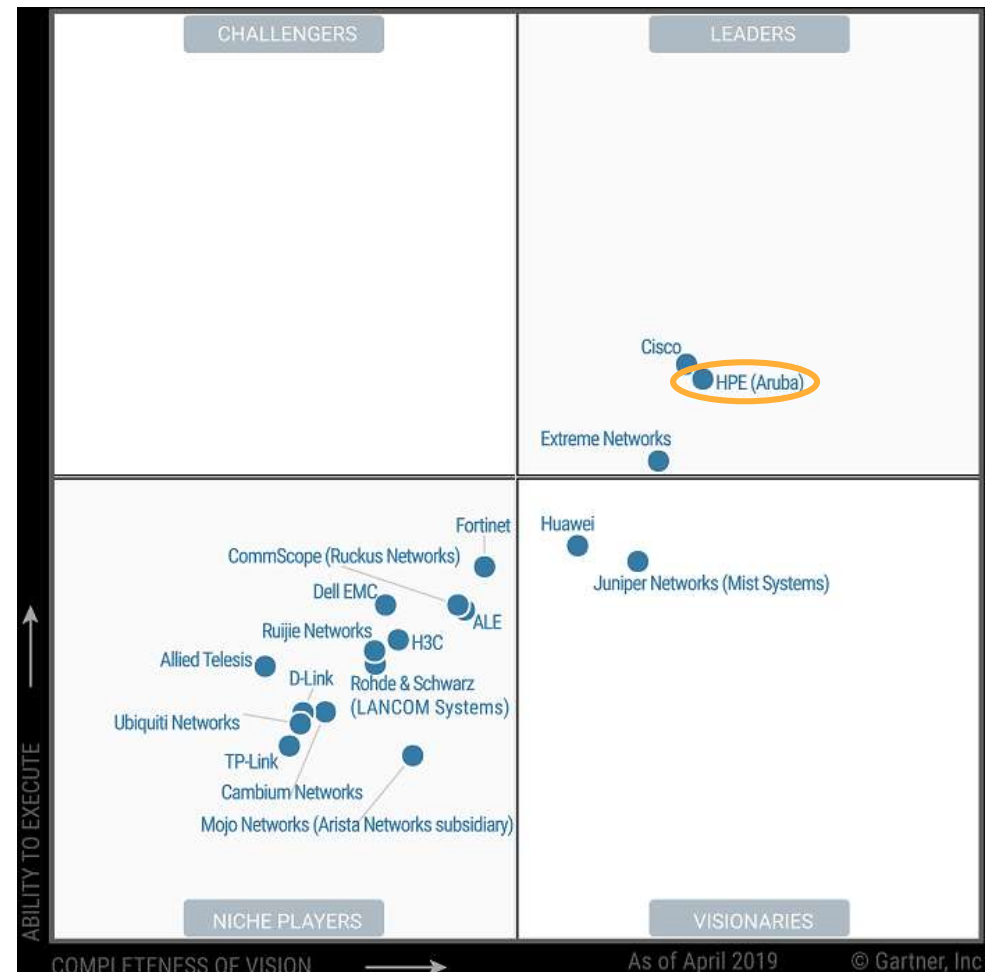 CHALLENGERS
LEADERS
Cisco
HPE (Aruba)
Extreme Networks
Fortinet
Huawei
CommScope (Ruckus Networks)
Juniper Networks (Mist Systems)
Dell EMC
ALE
Ruijie Networks
H3C
Allied Telesis
D-Link
Rohde & Schwarz
(LANCOM Systems)
Ubiquiti Networks
TP-Link
Cambium Networks
Mojo Networks (Arista Networks subsidiary)
NICHE PLAYERS
VISIONARIES
ABILITY TO EXECUTE
COMPLETENESS OF VISION
As of April 2019
© Gartner, Inc